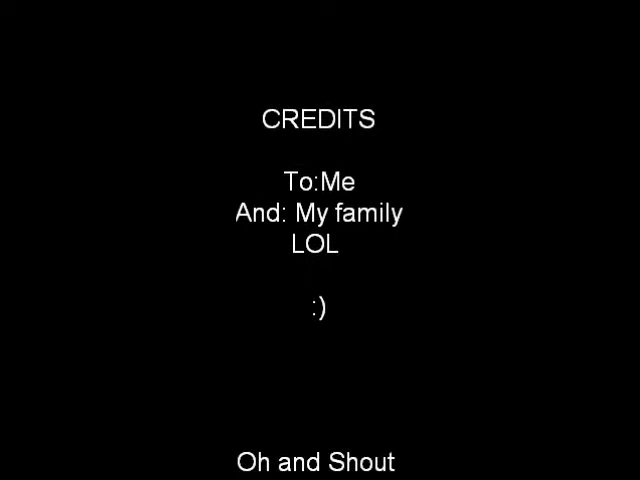 CREDITS
To:Me
And: My family
LOL
:)
Oh and Shout